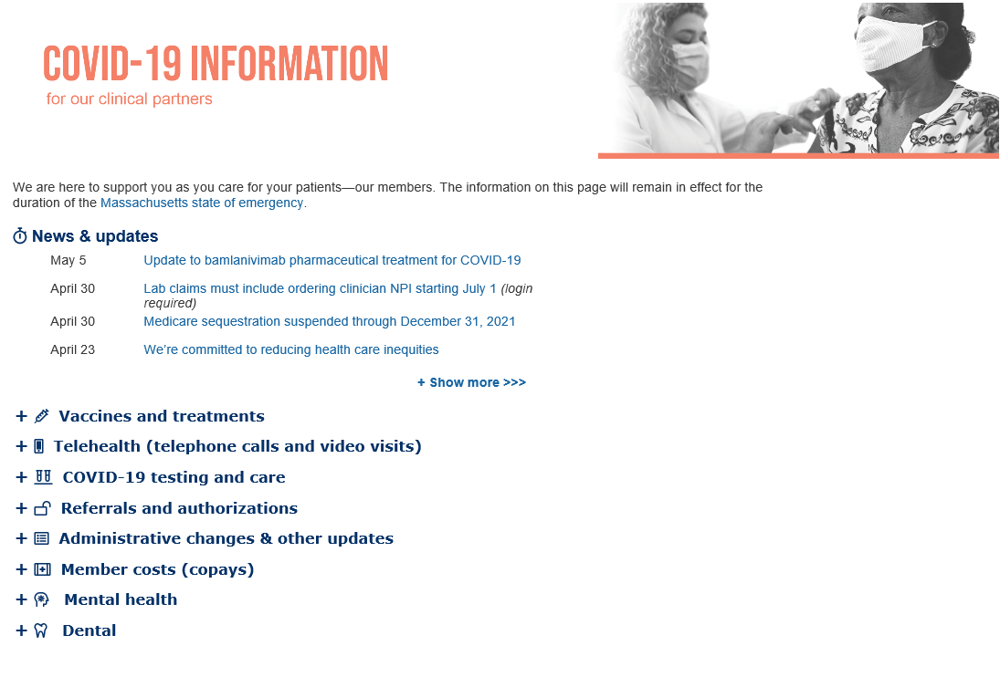 COVID-19 INFORMATION
for our clinical partners
We are here to support you as you care for your patients—our members. The information on this page will remain in effect for the
duration of the Massachusetts state of emergency.
News & updates
May 5 Update to bamlanivimab pharmaceutical treatment for COVID-19
April 30 Lab claims must include ordering clinician NPI starting July 1 (login
required)
April 30 Medicare sequestration suspended through December 31, 2021
April 23 We’re committed to reducing health care inequities
+ Show more >>>
+ Vaccines and treatments
+ Telehealth (telephone calls and video visits)
+ COVID-19 testing and care
+ Referrals and authorizations
+ Administrative changes & other updates
+ Member costs (copays)
+ Mental health
+ Dental